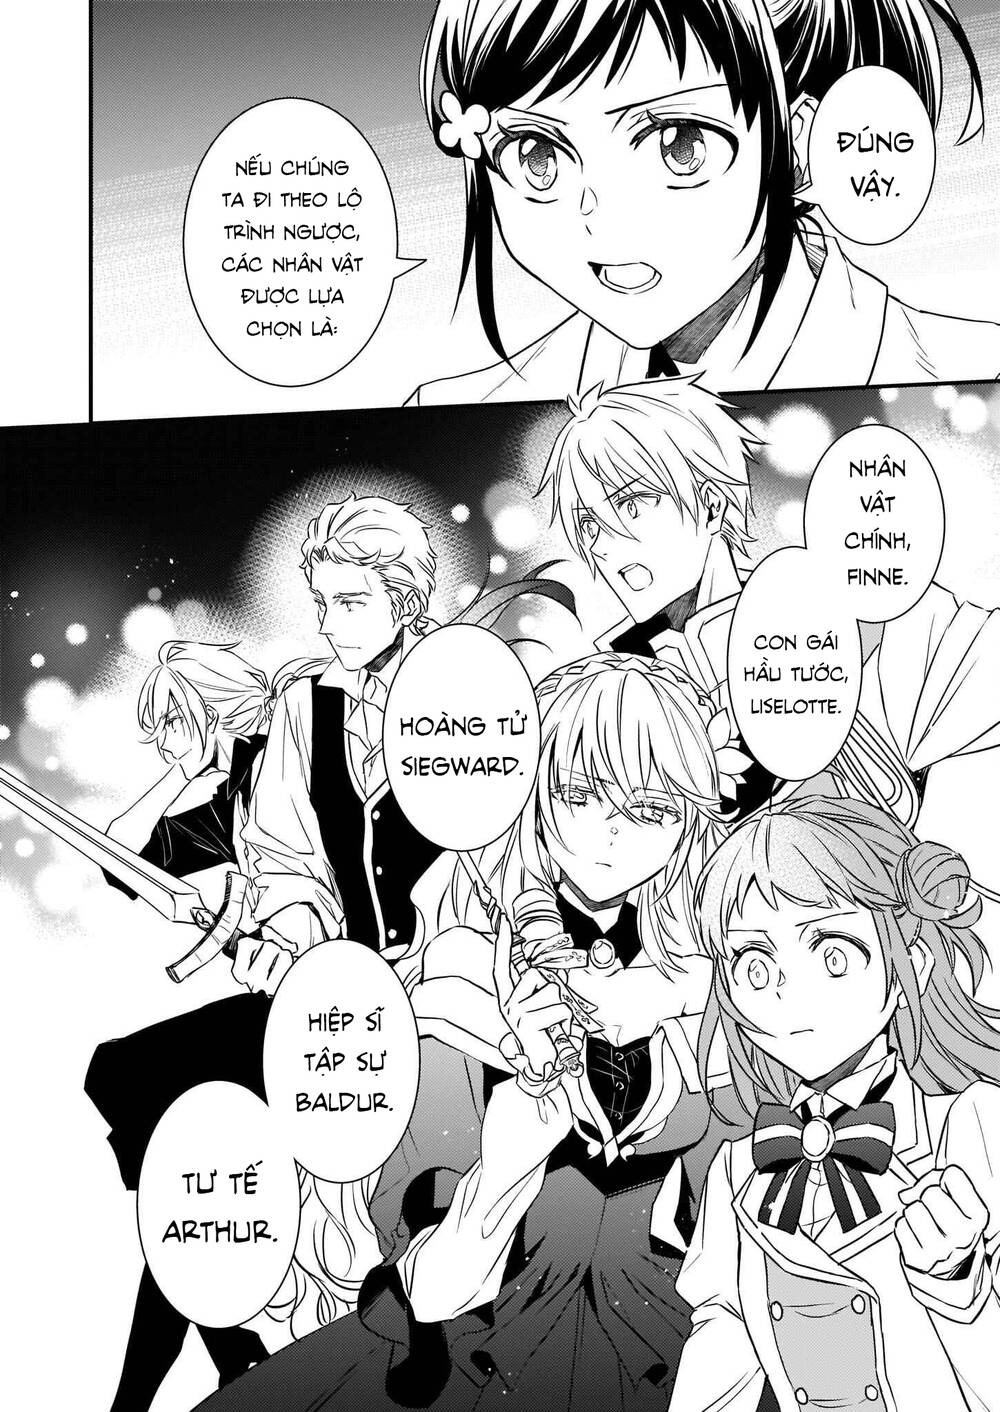 ĐÚNG
VẬY.
NẾU CHÚNG
TA ĐI THEO LỘ
TRÌNH NGƯỢC,
CÁC NHÂN VẬT
ĐƯỢC LỰA
CHỌN LÀ:
NHÂN
VẬT
CHÍNH,
FINNE.
CON GÁI
HẦU TƯỚC,
LISELOTTE.
HOÀNG TỬ
SIEGWARD.
HIỆP SĨ
TẬP SỰ
BALDUR.
TƯ TẾ
ARTHUR.